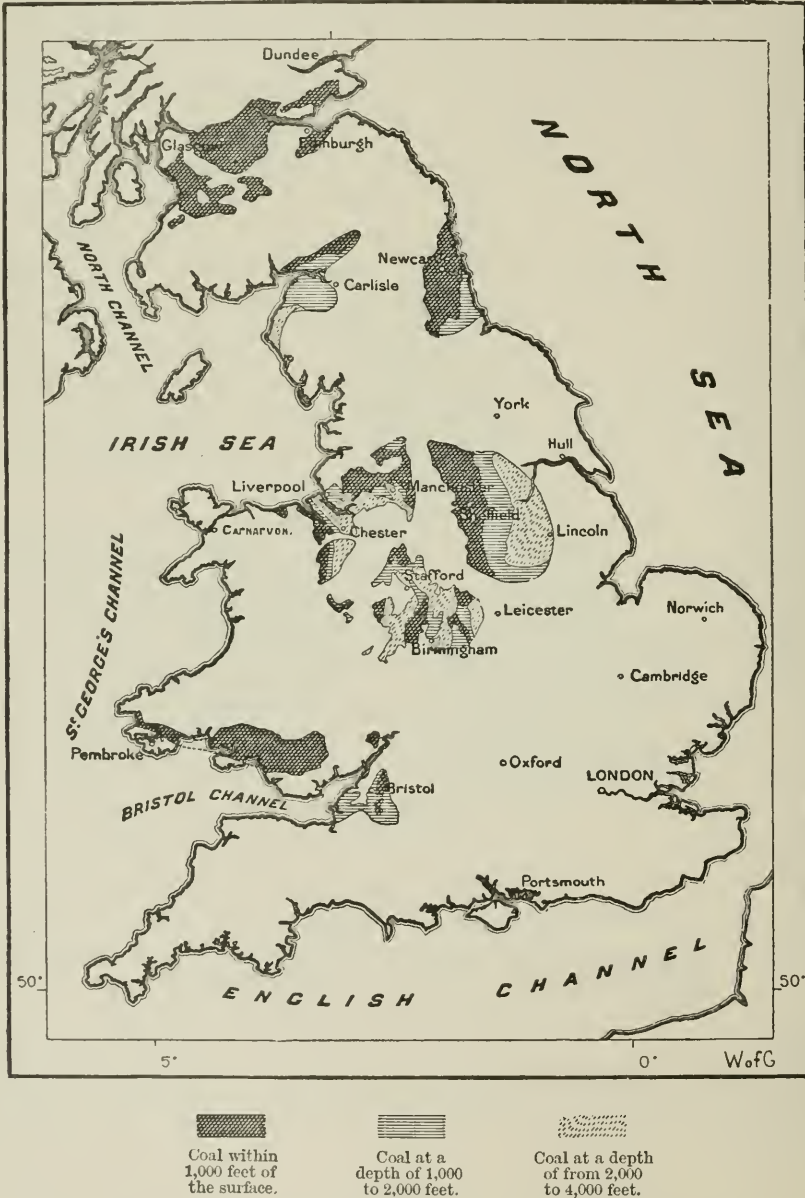 Dundee
Glasgow
Edinburgh
NORTH SEA
NORTH CHANNEL
Newcas
Carlisle
York
IRISH SEA
Hull
Liverpool
Manchester
Sheffield
CARNARVON.
Chester
Lincoln
Stafford
ST GEORGE'S CHANNEL
Leicester
Norwich
Birmingham
Cambridge
Pembroke
Oxford
LONDON
BRISTOL CHANNEL
Bristol
Portsmouth
50°
50°
ENGLISH CHANNEL
5°
0°
W of G
Coal within
1,000 feet of
the surface.
Coal at a
depth of 1,000
to 2,000 feet.
Coal at a depth
of from 2,000
to 4,000 feet.